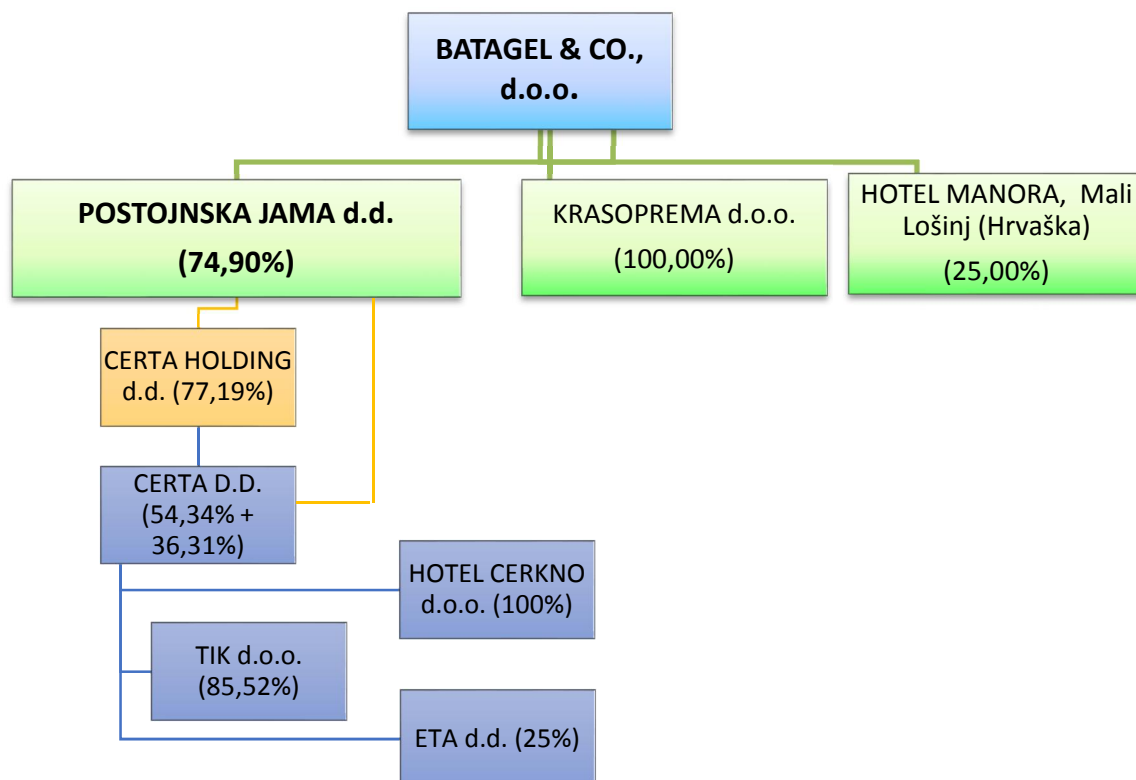 BATAGEL & CO.,
d.o.o.
POSTOJNSKA JAMA d.d.
(74,90%)
KRASOPREMA d.o.o.
(100,00%)
HOTEL MANORA, Mali
Lošinj (Hrvaška)
(25,00%)
CERTA HOLDING
d.d. (77,19%)
CERTA D.D.
(54,34% +
36,31%)
HOTEL CERKNO
d.o.o. (100%)
TIK d.o.o.
(85,52%)
ETA d.d. (25%)